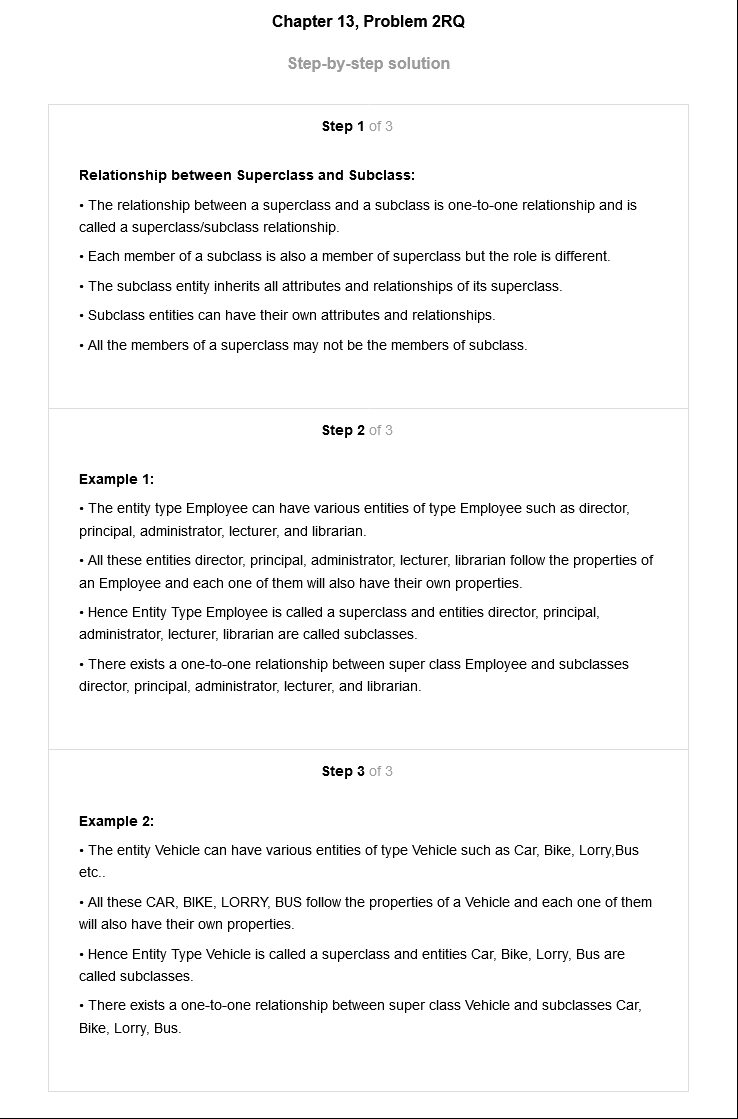 Chapter 13, Problem 2RQ
Step-by-step solution
Step 1 of 3
Relationship between Superclass and Subclass:
• The relationship between a superclass and a subclass is one-to-one relationship and is
called a superclass/subclass relationship.
• Each member of a subclass is also a member of superclass but the role is different.
• The subclass entity inherits all attributes and relationships of its superclass.
• Subclass entities can have their own attributes and relationships.
• All the members of a superclass may not be the members of subclass.
Step 2 of 3
Example 1:
• The entity type Employee can have various entities of type Employee such as director,
principal, administrator, lecturer, and librarian.
• All these entities director, principal, administrator, lecturer, librarian follow the properties of
an Employee and each one of them will also have their own properties.
• Hence Entity Type Employee is called a superclass and entities director, principal,
administrator, lecturer, librarian are called subclasses.
• There exists a one-to-one relationship between super class Employee and subclasses
director, principal, administrator, lecturer, and librarian.
Step 3 of 3
Example 2:
• The entity Vehicle can have various entities of type Vehicle such as Car, Bike, Lorry,Bus
etc..
• All these CAR, BIKE, LORRY, BUS follow the properties of a Vehicle and each one of them
will also have their own properties.
• Hence Entity Type Vehicle is called a superclass and entities Car, Bike, Lorry, Bus are
called subclasses.
• There exists a one-to-one relationship between super class Vehicle and subclasses Car,
Bike, Lorry, Bus.